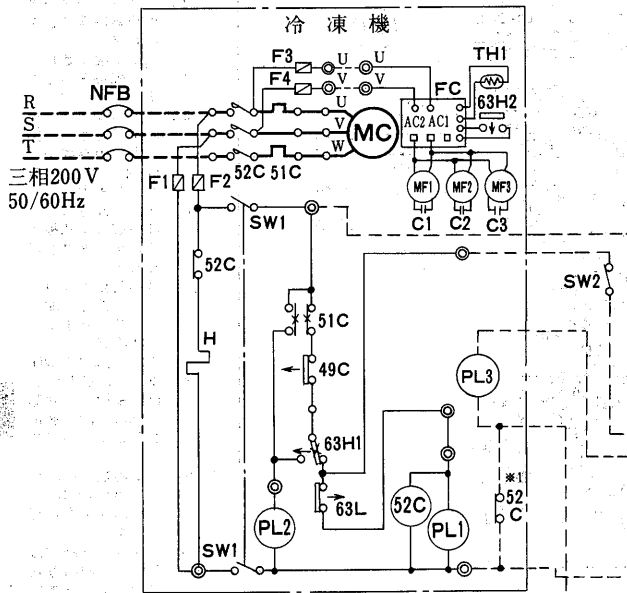 冷凍機
F3 U U
F4 V V
TH1
FC
63H2
NFB
R
S
T
U
V
W
MC
AC2 AC1
52C 51C
三相200V
50/60Hz
F1 F2
MF1 MF2 MF3
C1 C2 C3
SW1
52C
SW2
51C
H
49C
PL3
63H1
※1
52
C
52C
63L
PL2
PL1
SW1